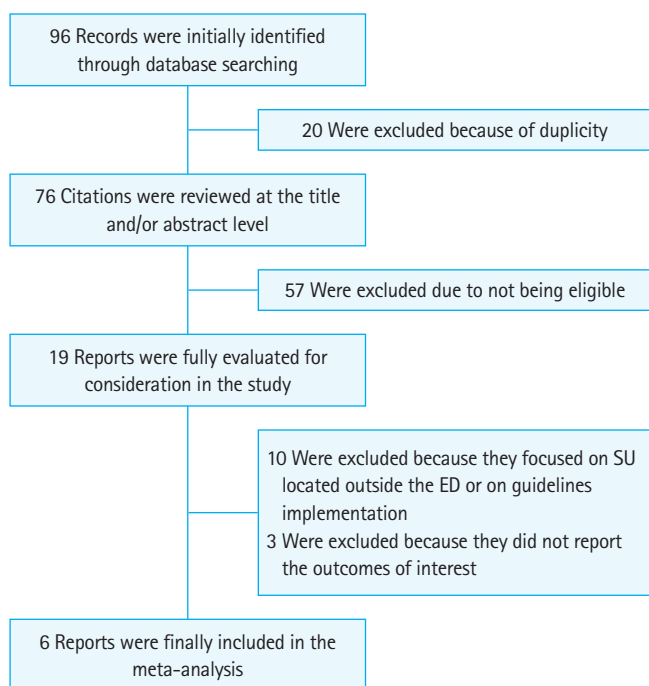 96 Records were initially identified
through database searching
20 Were excluded because of duplicity
76 Citations were reviewed at the title
and/or abstract level
57 Were excluded due to not being eligible
19 Reports were fully evaluated for
consideration in the study
10 Were excluded because they focused on SU
located outside the ED or on guidelines
implementation
3 Were excluded because they did not report
the outcomes of interest
6 Reports were finally included in the
meta-analysis